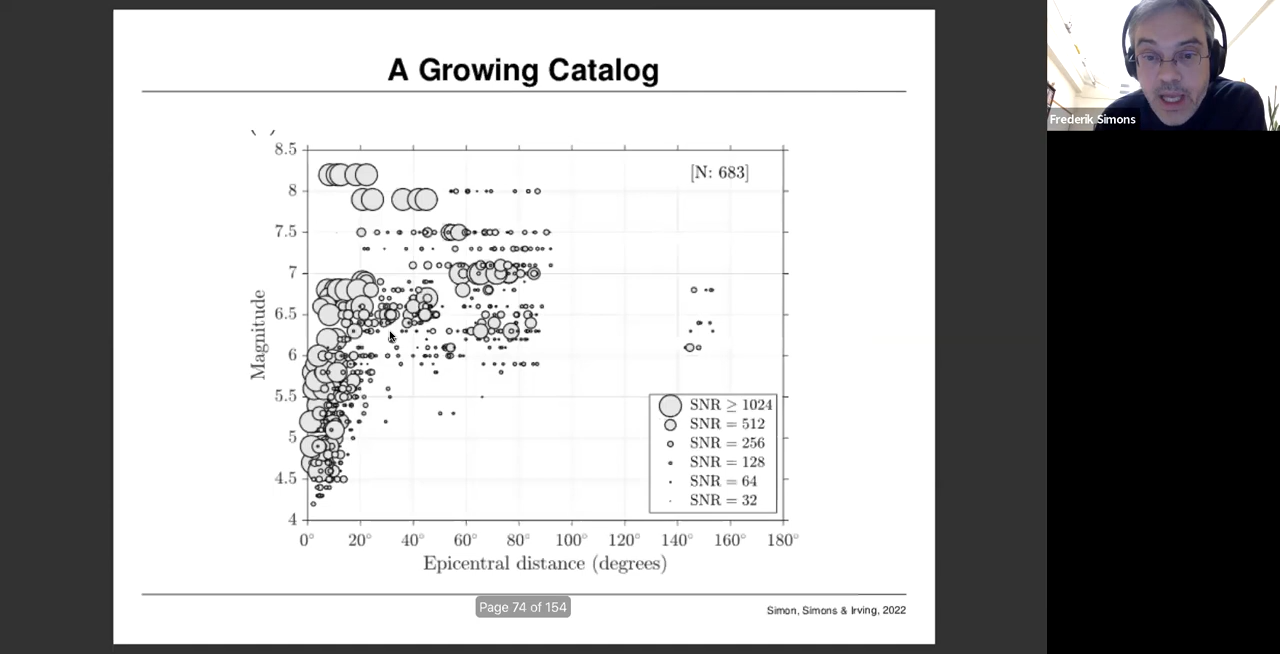 A Growing Catalog
Frederik Simons
8.5
[N: 683]
8
7.5
7
6.5
6
5.5
5
4.5
4
Magnitude
SNR ≥ 1024
SNR = 512
SNR = 256
SNR = 128
SNR = 64
SNR = 32
0° 20° 40° 60° 80° 100° 120° 140° 160° 180°
Epicentral distance (degrees)
Page 74 of 154
Simon, Simons & Irving, 2022